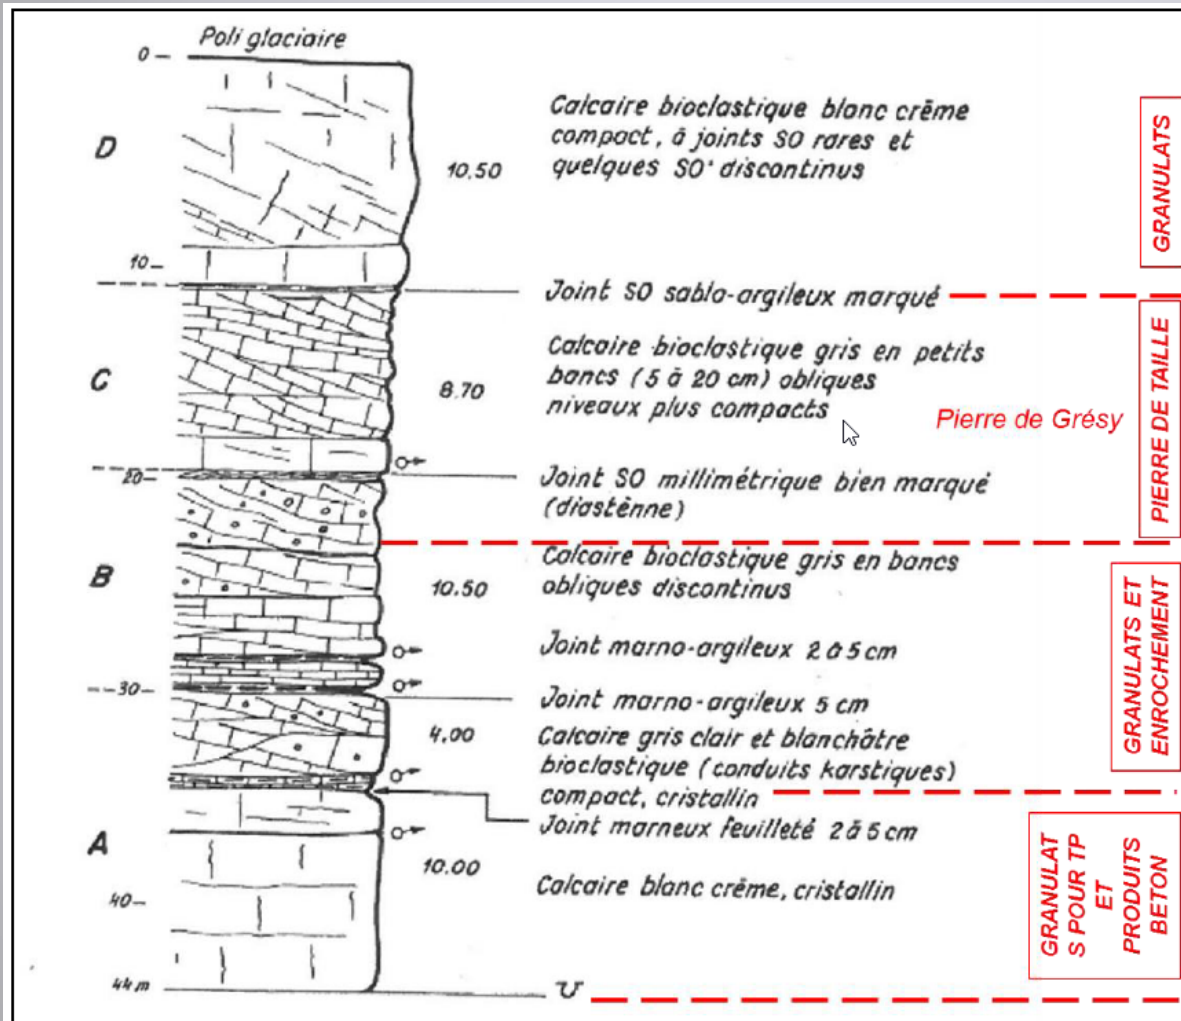 Poli glaciaire
0
D
10.50
Calcaire bioclastique blanc crême
compact, à joints SO rares et
quelques SO' discontinus
GRANULATS
10
Joint SO sablo-argileux marqué
C
8.70
Calcaire bioclastique gris en petits
bancs (5 à 20 cm) obliques
niveaux plus compacts
Pierre de Grésy
PIERRE DE TAILLE
20
Joint SO millimétrique bien marqué
(diastènne)
B
10.50
Calcaire bioclastique gris en bancs
obliques discontinus
Joint marno-argileux 2 à 5 cm
GRANULATS ET
ENROCHEMENT
30
Joint marno-argileux 5 cm
4.00
Calcaire gris clair et blanchâtre
bioclastique (conduits karstiques)
compact, cristallin
Joint marneux feuilleté 2 à 5 cm
A
10.00
Calcaire blanc crême, cristallin
GRANULAT
S POUR TP
ET
PRODUITS
BETON
40
44 m